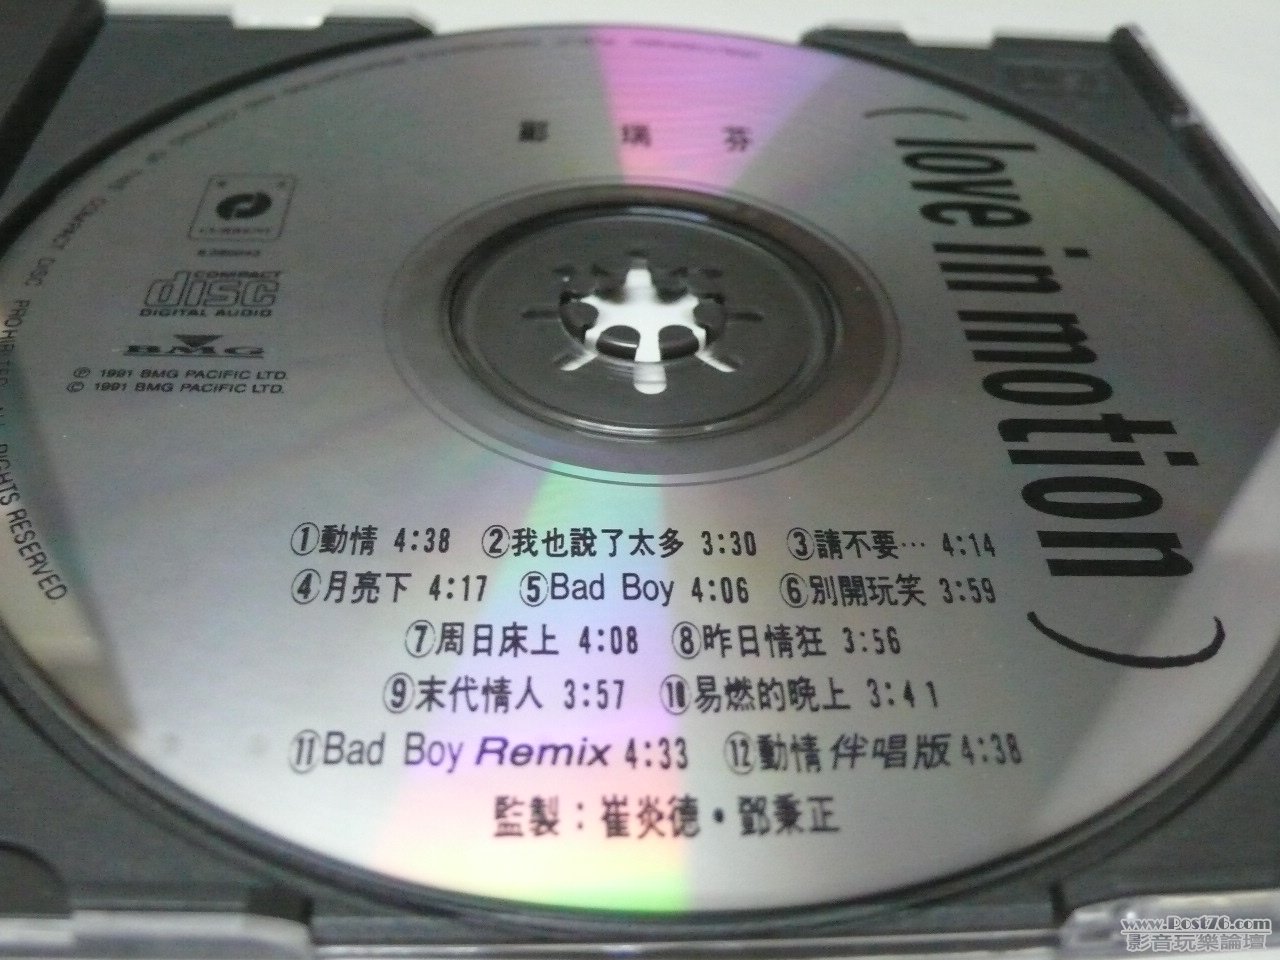 鄺瑀芬
(love in motion)
COMPACT
disc
DIGITAL AUDIO
BMG
℗ 1991 BMG PACIFIC LTD.
© 1991 BMG PACIFIC LTD.
COMPACT DISC PROHIBITED. ALL RIGHTS RESERVED
①動情 4:38 ②我也說了太多 3:30 ③請不要… 4:14
④月亮下 4:17 ⑤Bad Boy 4:06 ⑥別開玩笑 3:59
⑦周日床上 4:08 ⑧昨日情狂 3:56
⑨末代情人 3:57 ⑩易燃的晚上 3:41
⑪Bad Boy Remix 4:33 ⑫動情伴唱版 4:38
監製：崔炎德・鄧秉正
www.Post76.com
影音玩樂論壇